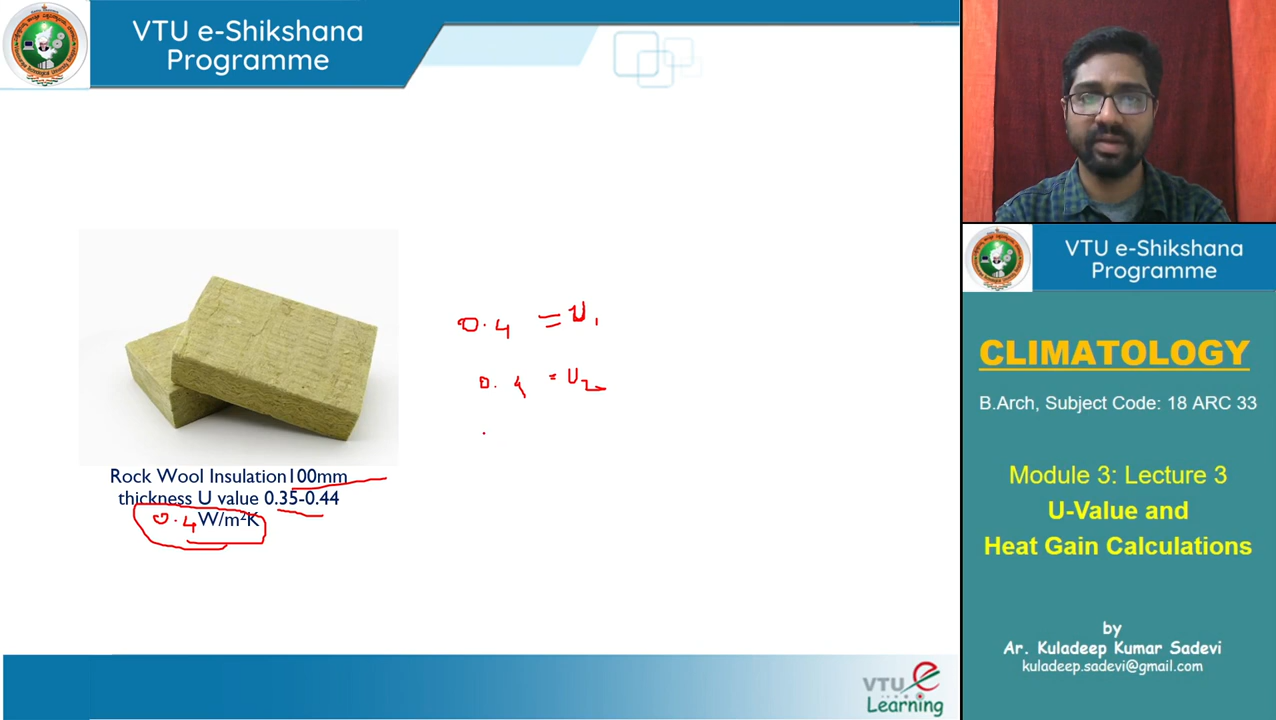 VTU e-Shikshana
Programme
0.4 = U1
0.4 = U2
Rock Wool Insulation100mm
thickness U value 0.35-0.44
0.4 W/m²K
VTU e
Learning
VTU e-Shikshana
Programme
CLIMATOLOGY
B.Arch, Subject Code: 18 ARC 33
Module 3: Lecture 3
U-Value and
Heat Gain Calculations
by
Ar. Kuladeep Kumar Sadevi
kuladeep.sadevi@gmail.com